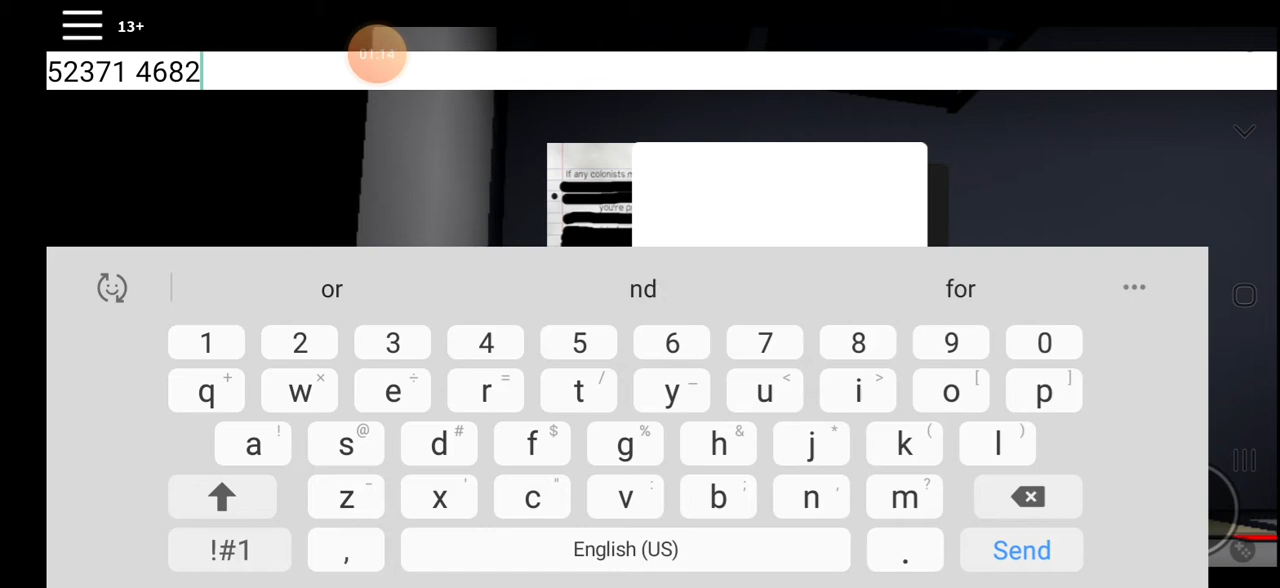 13+
01:14
52371 4682
If any colonists m
you're p
or nd for
1 2 3 4 5 6 7 8 9 0
q + w × e ÷ r = t / y _ u < i > o [ p ]
a ! s @ d # f $ g % h & j * k ( l )
z - x ' c " v : b ; n , m ?
!#1 , English (US) . Send